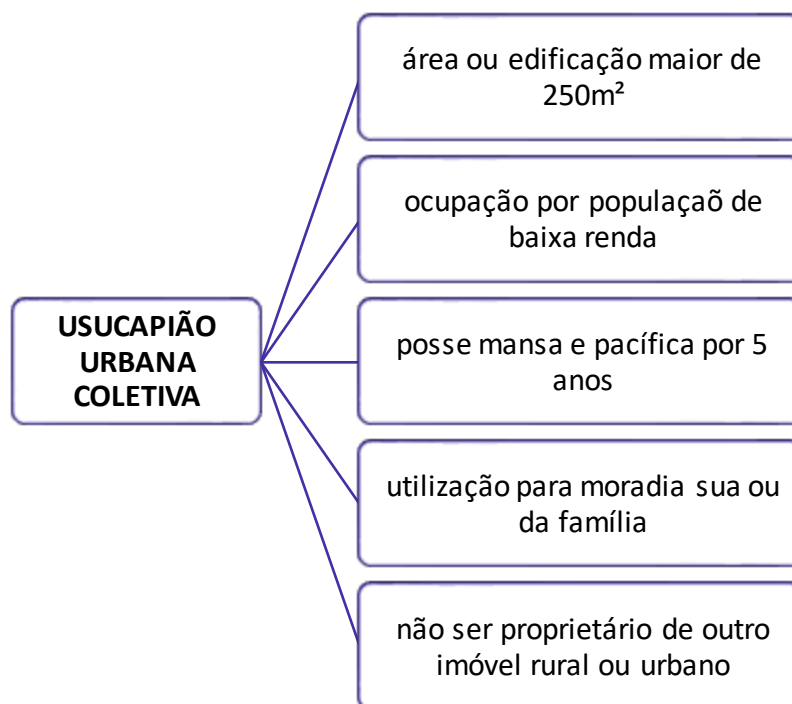 área ou edificação maior de
250m²
ocupação por populaçaõ de
baixa renda
USUCAPIÃO
URBANA
COLETIVA
posse mansa e pacífica por 5
anos
utilização para moradia sua ou
da família
não ser proprietário de outro
imóvel rural ou urbano